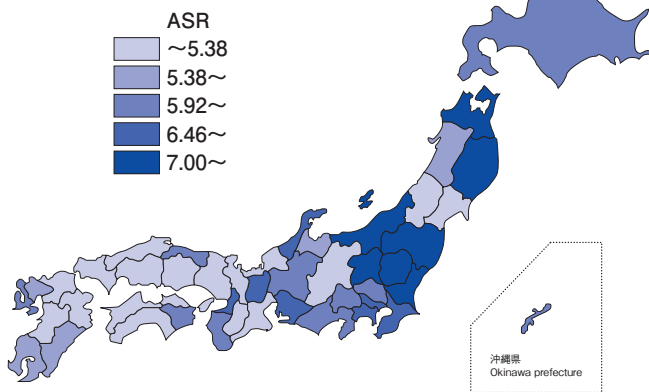 ASR
～5.38
5.38～
5.92～
6.46～
7.00～
沖縄県
Okinawa prefecture